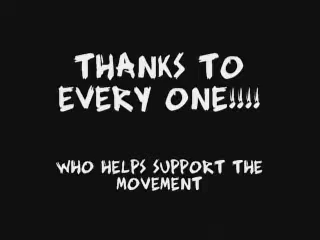 THANKS TO
EVERY ONE!!!!
WHO HELPS SUPPORT THE
MOVEMENT